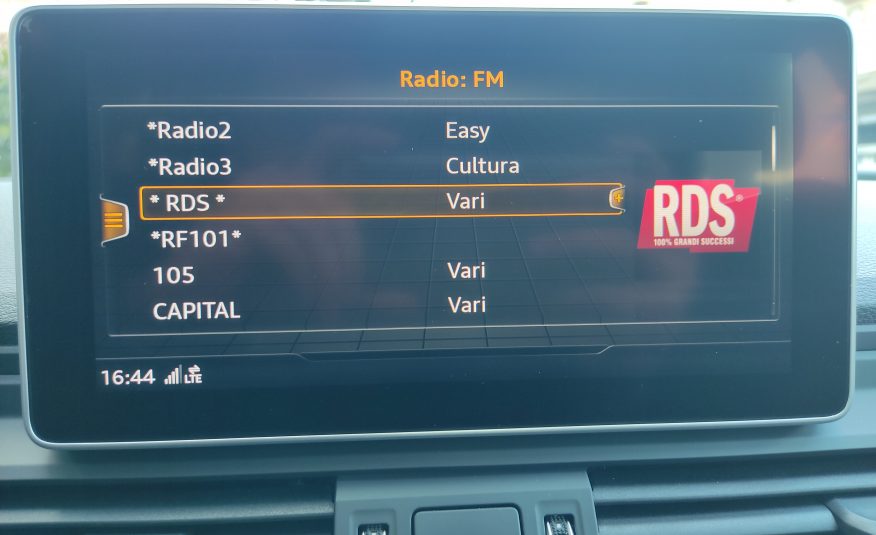 Radio: FM
*Radio2 Easy
*Radio3 Cultura
* RDS * Vari
RDS®
100% GRANDI SUCCESSI
*RF101*
105 Vari
CAPITAL Vari
16:44 LTE